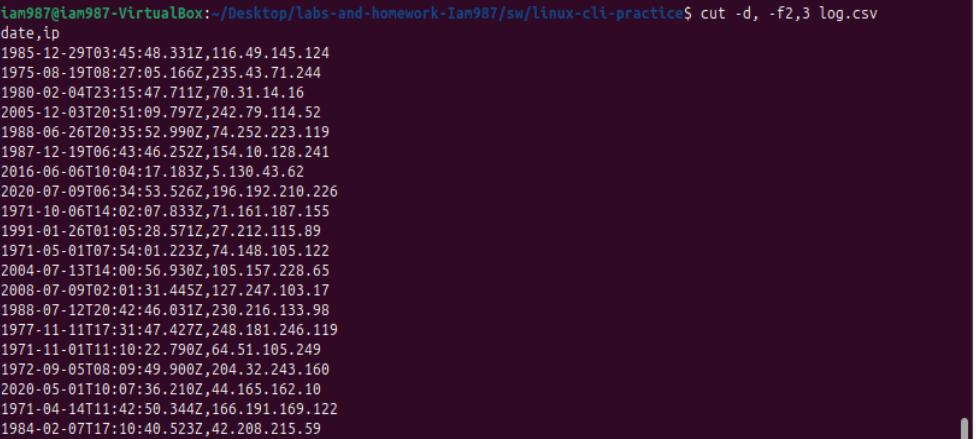 iam987@iam987-VirtualBox:~/Desktop/labs-and-homework-Iam987/sw/linux-cli-practice$ cut -d, -f2,3 log.csv
date,ip
1985-12-29T03:45:48.331Z,116.49.145.124
1975-08-19T08:27:05.166Z,235.43.71.244
1980-02-04T23:15:47.711Z,70.31.14.16
2005-12-03T20:51:09.797Z,242.79.114.52
1988-06-26T20:35:52.990Z,74.252.223.119
1987-12-19T06:43:46.252Z,154.10.128.241
2016-06-06T10:04:17.183Z,5.130.43.62
2020-07-09T06:34:53.526Z,196.192.210.226
1971-10-06T14:02:07.833Z,71.161.187.155
1991-01-26T01:05:28.571Z,27.212.115.89
1971-05-01T07:54:01.223Z,74.148.105.122
2004-07-13T14:00:56.930Z,105.157.228.65
2008-07-09T02:01:31.445Z,127.247.103.17
1988-07-12T20:42:46.031Z,230.216.133.98
1977-11-11T17:31:47.427Z,248.181.246.119
1971-11-01T11:10:22.790Z,64.51.105.249
1972-09-05T08:09:49.900Z,204.32.243.160
2020-05-01T10:07:36.210Z,44.165.162.10
1971-04-14T11:42:50.344Z,166.191.169.122
1984-02-07T17:10:40.523Z,42.208.215.59